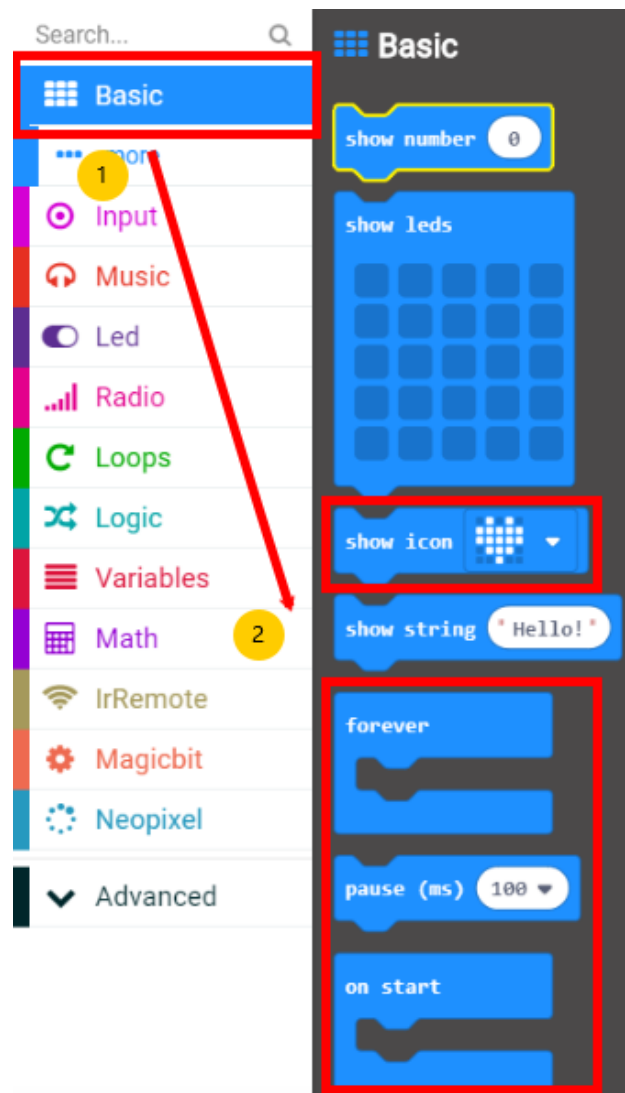 Search...
Basic
more
1
Input
Music
Led
Radio
Loops
Logic
Variables
Math
2
IrRemote
Magicbit
Neopixel
Advanced
Basic
show number 0
show leds
show icon
show string "Hello!"
forever
pause (ms) 100
on start